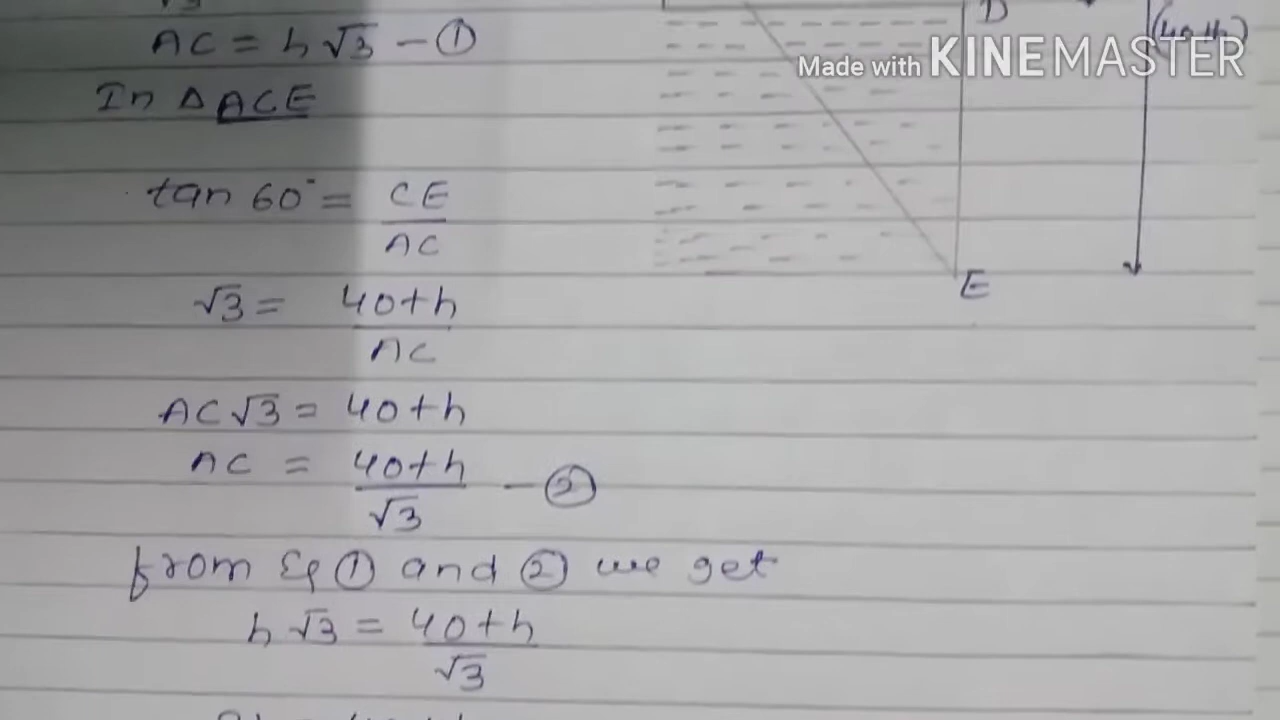 AC = h√3 — ①
In △ ACE
tan 60° = CE
AC
√3 = 40+h
AC
AC√3 = 40+h
AC = 40+h — ②
√3
from Eq ① and ② we get
h√3 = 40+h
√3
D
(40+h)
Made with KINEMASTER
E